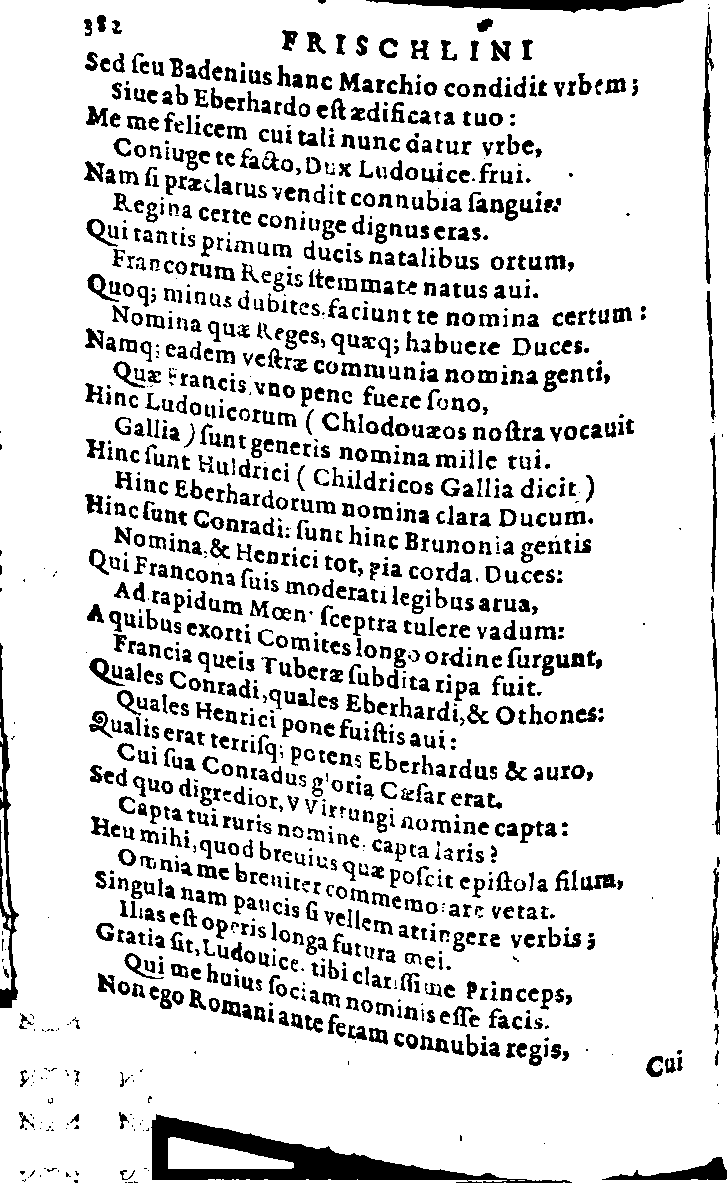 382
FRISCHLINI
Sed ſeu Badenius hanc Marchio condidit vrbem;
Siue ab Eberhardo eſt ædificata tuo:
Me me felicem cui tali nunc datur vrbe,
Coniuge te facto, Dux Ludouice frui.
Nam ſi præclarus vendit connubia ſanguis:
Regina certe coniuge dignus eras.
Qui tantis primum ducis natalibus ortum,
Francorum Regis ſtemmate natus aui.
Quoq; minus dubites, faciunt te nomina certum:
Nomina quæ Reges, quæq; habuere Duces.
Namq; eadem veſtræ communia nomina genti,
Quæ Francis, vno pene fuere ſono,
Hinc Ludouicorum (Chlodouæos noſtra vocauit
Gallia) ſunt generis nomina mille tui.
Hinc ſunt Huldrici (Childricos Gallia dicit)
Hinc Eberhardorum nomina clara Ducum.
Hinc ſunt Conradi: ſunt hinc Brunonia gentis
Nomina, & Henrici tot, pia corda, Duces:
Qui Francona ſuis moderati legibus arua,
Ad rapidum Mœni ſceptra tulere vadum:
A quibus exorti Comites longo ordine ſurgunt,
Francia queis Tuberæ ſubdita ripa fuit.
Quales Conradi, quales Eberhardi, & Othones:
Quales Henrici pone fuiſtis aui:
Qualis erat terriſq; potens Eberhardus & auro,
Cui ſua Conradus gloria Cæſar erat.
Sed quo digredior, VVirtungi nomine capta:
Capta tui ruris nomine, capta laris?
Heu mihi, quod breuius quæ poſcit epiſtola filum,
Omnia me breuiter commemorare vetat.
Singula nam paucis ſi vellem attingere verbis;
Ilias eſt operis longa futura mei.
Gratia ſit, Ludouice, tibi clariſſime Princeps,
Qui me huius ſociam nominis eſſe facis.
Non ego Romani ante feram connubia regis,
Cui